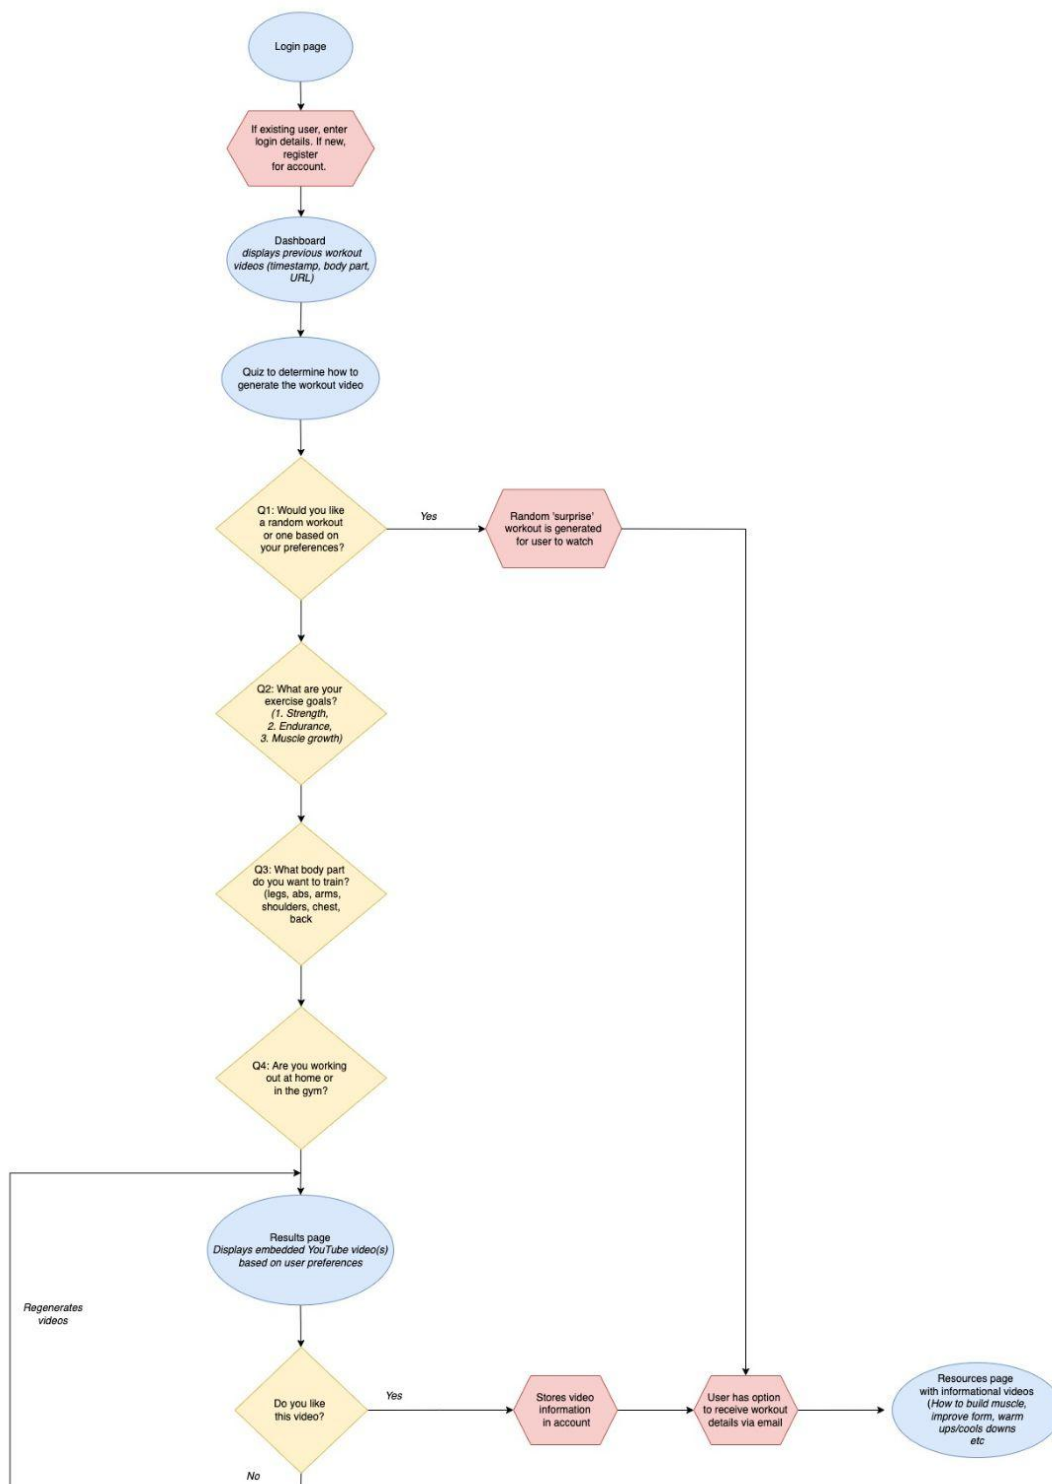 Login page
If existing user, enter
login details. If new,
register
for account.
Dashboard
displays previous workout
videos (timestamp, body part,
URL)
Quiz to determine how to
generate the workout video
Q1: Would you like
a random workout
or one based on
your preferences?
Yes
Random 'surprise'
workout is generated
for user to watch
Q2: What are your
exercise goals?
(1. Strength,
2. Endurance,
3. Muscle growth)
Q3: What body part
do you want to train?
(legs, abs, arms,
shoulders, chest,
back
Q4: Are you working
out at home or
in the gym?
Results page
Displays embedded YouTube video(s)
based on user preferences
Regenerates
videos
Do you like
this video?
Yes
Stores video
information
in account
User has option
to receive workout
details via email
Resources page
with informational videos
(How to build muscle,
improve form, warm
ups/cools downs
etc
No